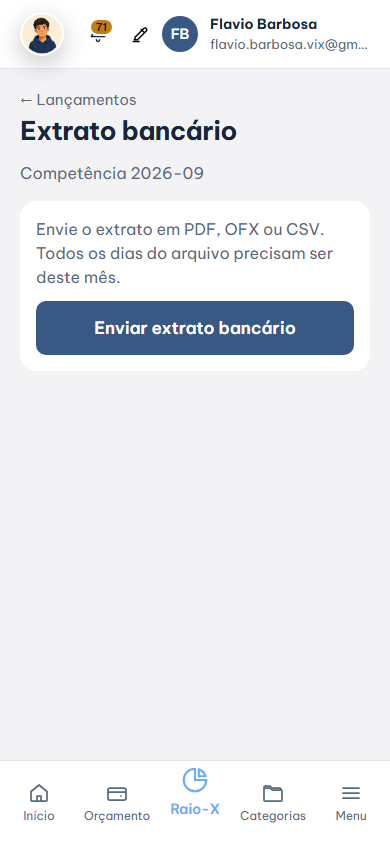 71
FB
Flavio Barbosa
flavio.barbosa.vix@gm...
← Lançamentos
Extrato bancário
Competência 2026-09
Envie o extrato em PDF, OFX ou CSV.
Todos os dias do arquivo precisam ser
deste mês.
Enviar extrato bancário
Início
Orçamento
Raio-X
Categorias
Menu